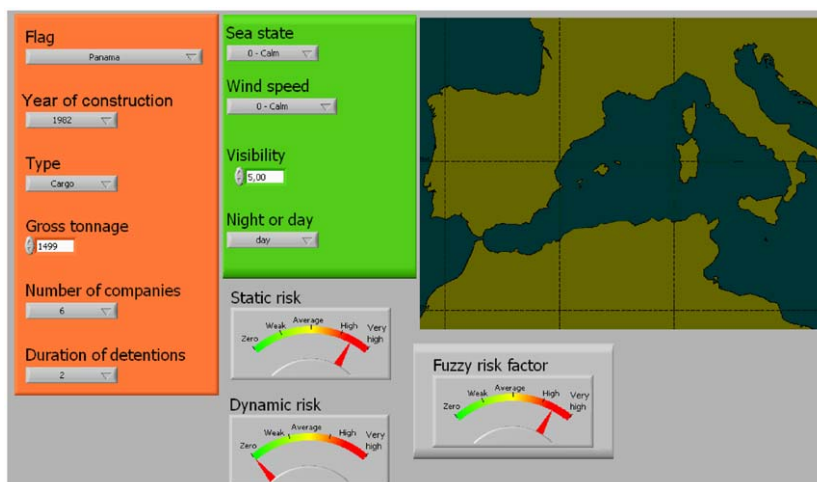 Flag
Panama
Year of construction
1982
Type
Cargo
Gross tonnage
1499
Number of companies
6
Duration of detentions
2
Sea state
0 - Calm
Wind speed
0 - Calm
Visibility
5,00
Night or day
day
Static risk
Zero Weak Average High Very high
Dynamic risk
Zero Weak Average High Very high
Fuzzy risk factor
Zero Weak Average High Very high